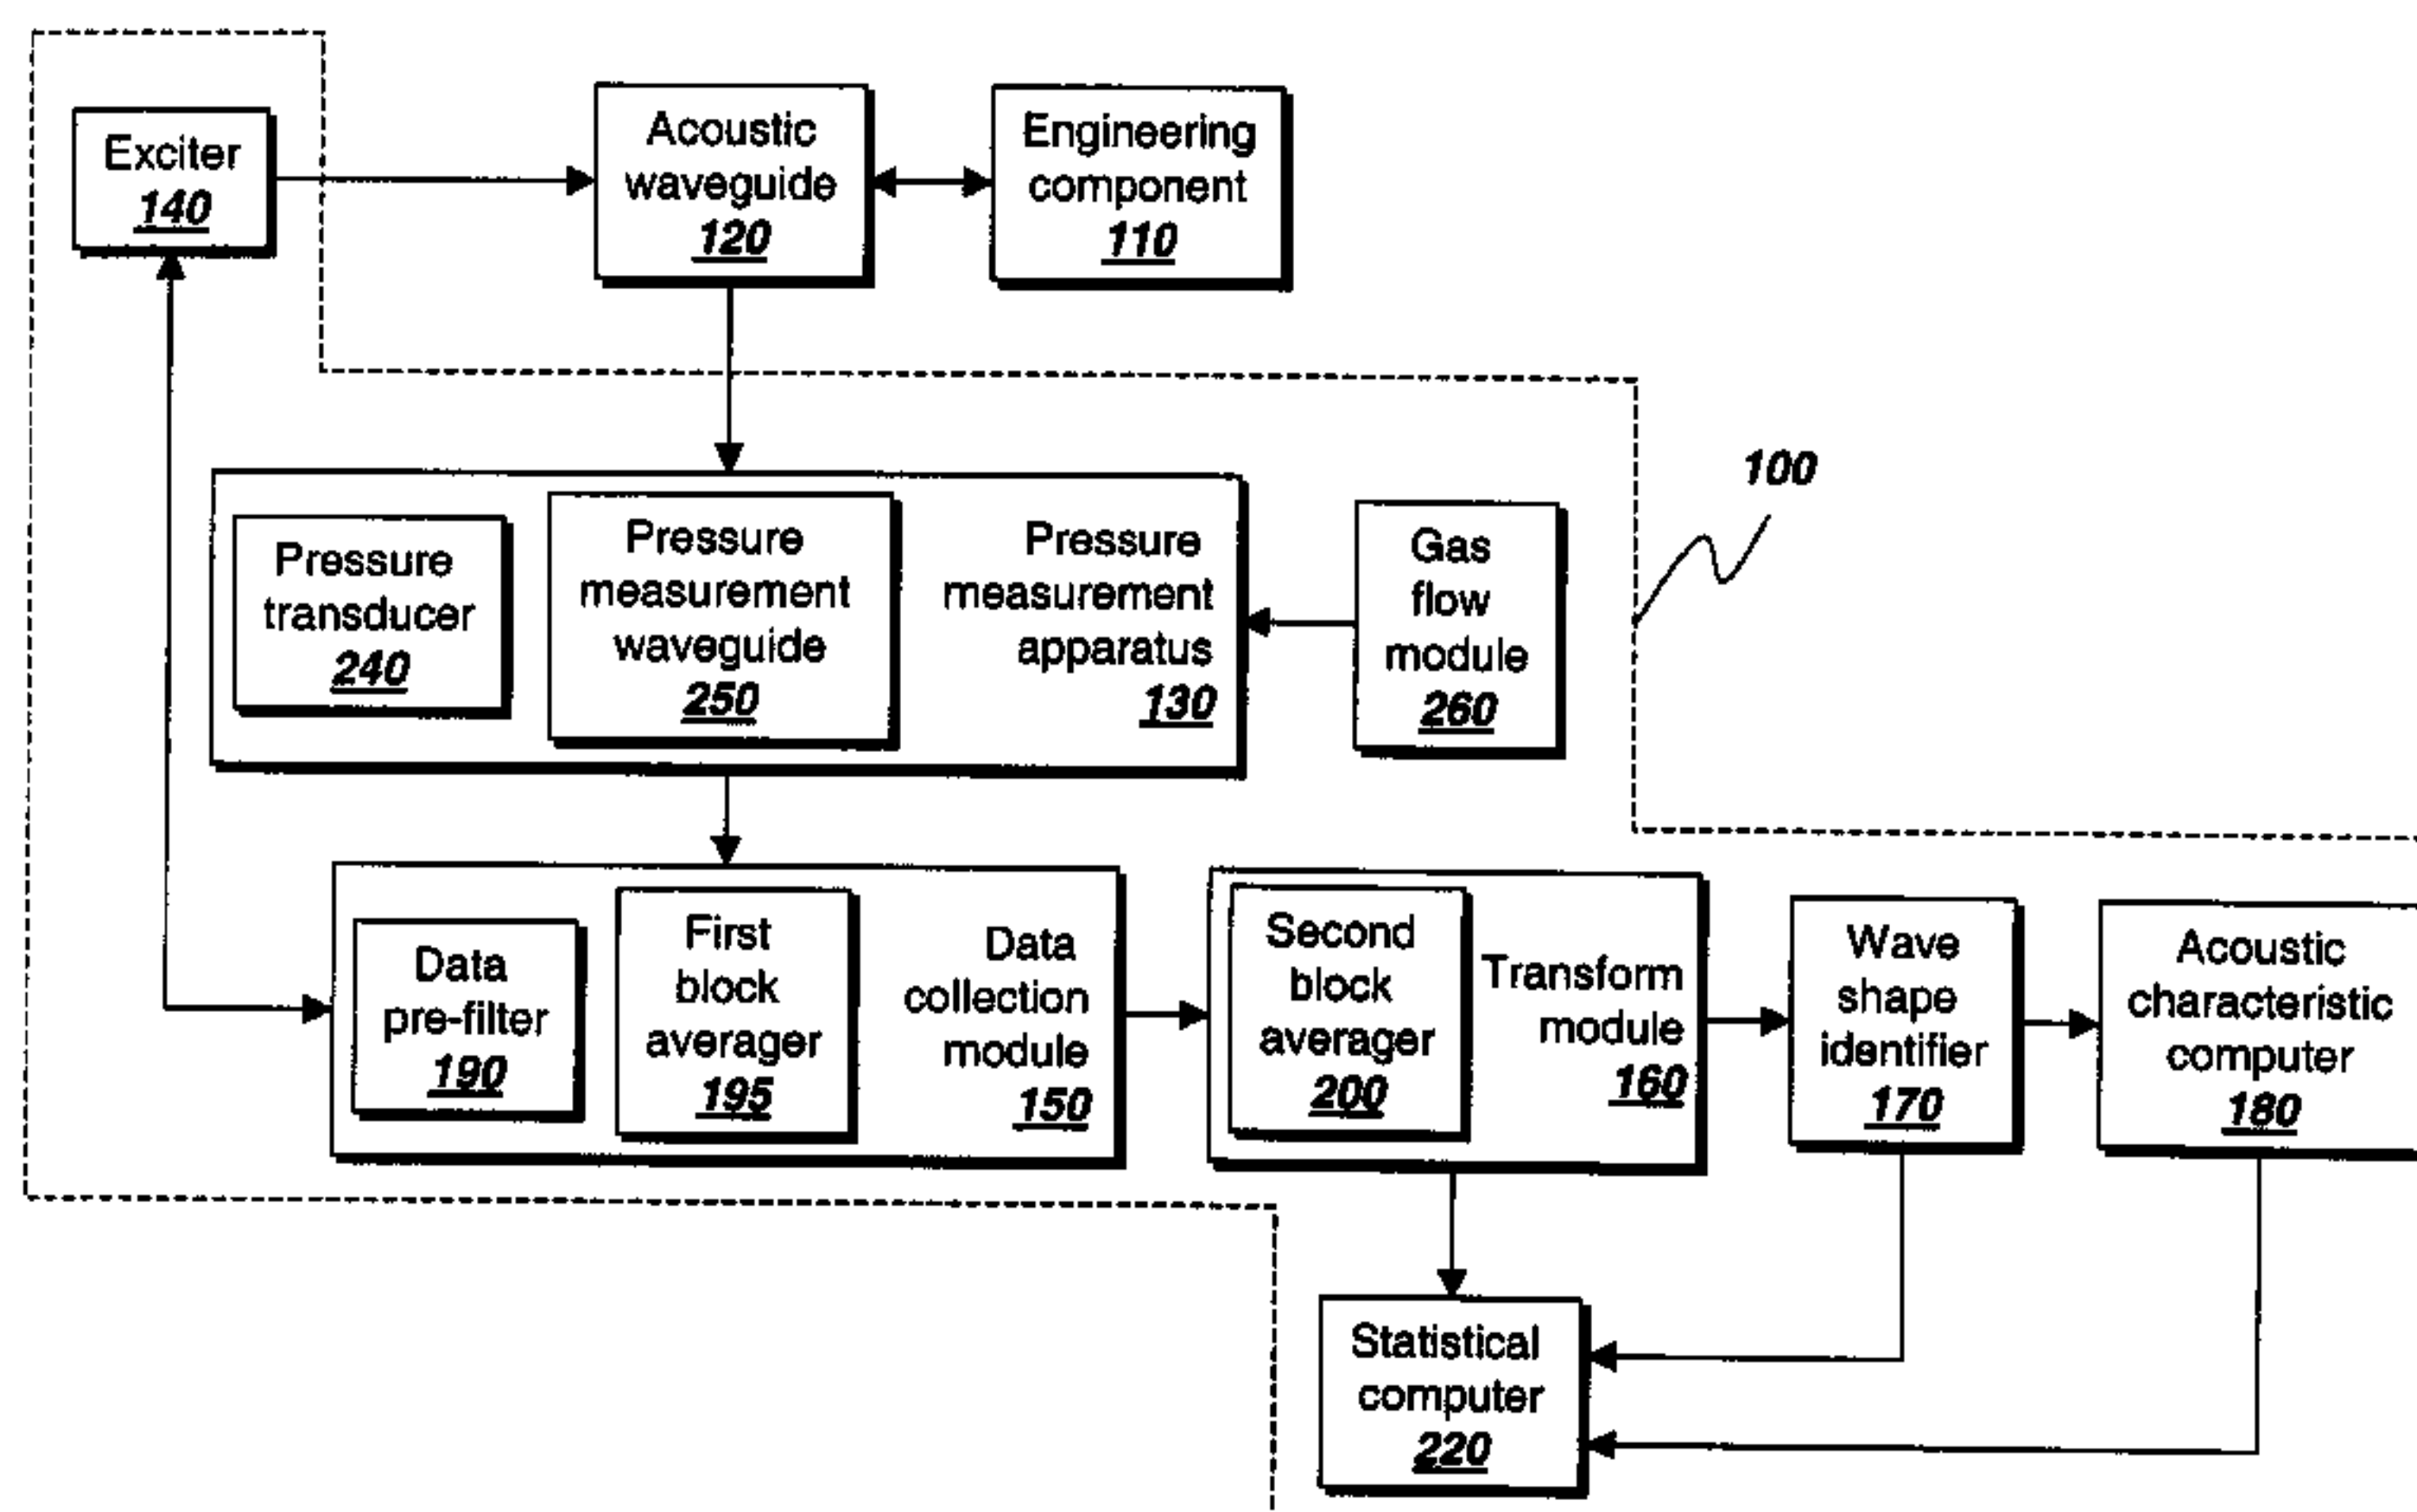 Exciter
140
Acoustic
waveguide
120
Engineering
component
110
100
Pressure
transducer
240
Pressure
measurement
waveguide
250
Pressure
measurement
apparatus
130
Gas
flow
module
260
Data
pre-filter
190
First
block
averager
195
Data
collection
module
150
Second
block
averager
200
Transform
module
160
Wave
shape
identifier
170
Acoustic
characteristic
computer
180
Statistical
computer
220